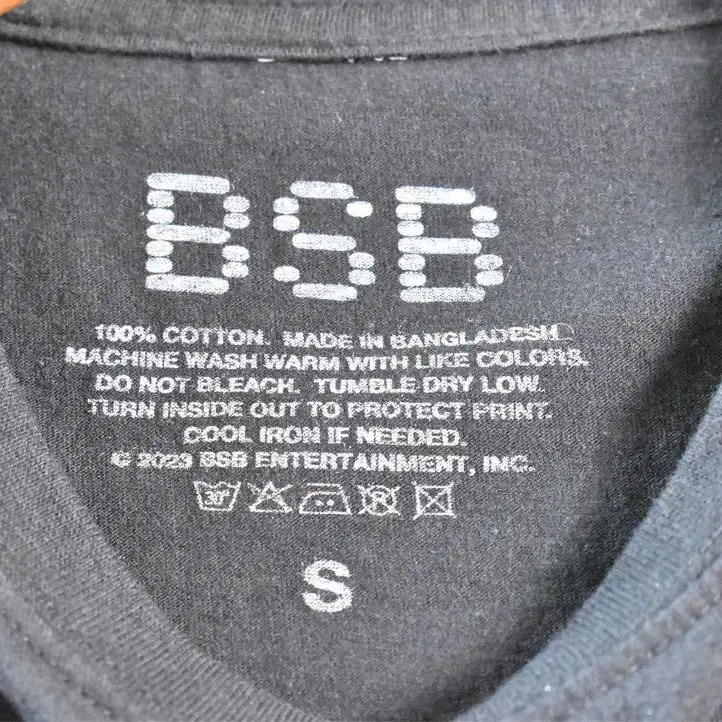 BSB
100% COTTON. MADE IN BANGLADESH
MACHINE WASH WARM WITH LIKE COLORS.
DO NOT BLEACH. TUMBLE DRY LOW.
TURN INSIDE OUT TO PROTECT PRINT.
COOL IRON IF NEEDED.
© 2023 BSB ENTERTAINMENT, INC.
30°
S